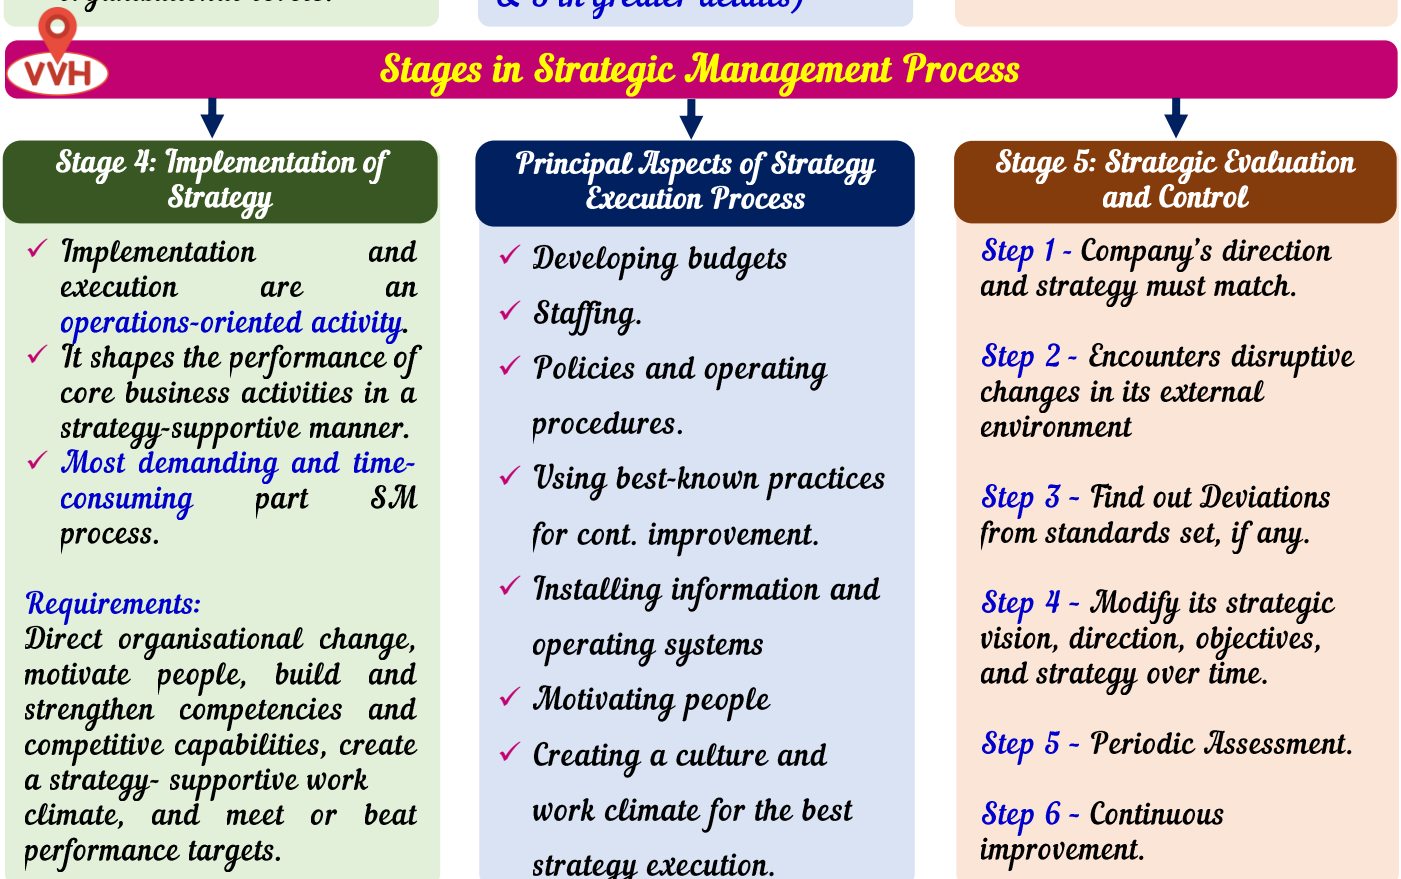 organisational levels.
& 5 in greater details)
VVH
Stages in Strategic Management Process
Stage 4: Implementation of
Strategy
Implementation and
execution are an
operations-oriented activity.
It shapes the performance of
core business activities in a
strategy-supportive manner.
Most demanding and time-
consuming part SM
process.
Requirements:
Direct organisational change,
motivate people, build and
strengthen competencies and
competitive capabilities, create
a strategy- supportive work
climate, and meet or beat
performance targets.
Principal Aspects of Strategy
Execution Process
Developing budgets
Staffing.
Policies and operating
procedures.
Using best-known practices
for cont. improvement.
Installing information and
operating systems
Motivating people
Creating a culture and
work climate for the best
strategy execution.
Stage 5: Strategic Evaluation
and Control
Step 1 - Company's direction
and strategy must match.
Step 2 - Encounters disruptive
changes in its external
environment
Step 3 - Find out Deviations
from standards set, if any.
Step 4 - Modify its strategic
vision, direction, objectives,
and strategy over time.
Step 5 - Periodic Assessment.
Step 6 - Continuous
improvement.